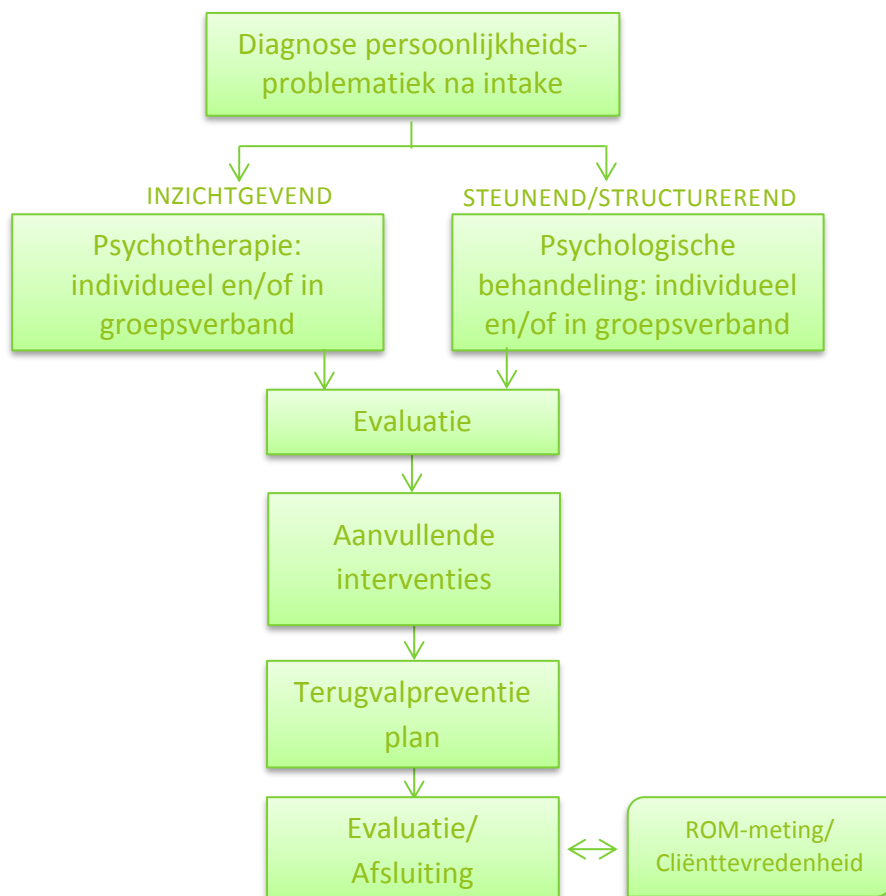 Diagnose persoonlijkheids-
problematiek na intake
INZICHTGEVEND
Psychotherapie:
individueel en/of in
groepsverband
STEUNEND/STRUCTUREREND
Psychologische
behandeling: individueel
en/of in groepsverband
Evaluatie
Aanvullende
interventies
Terugvalpreventie
plan
Evaluatie/
Afsluiting
ROM-meting/
Cliënttevredenheid